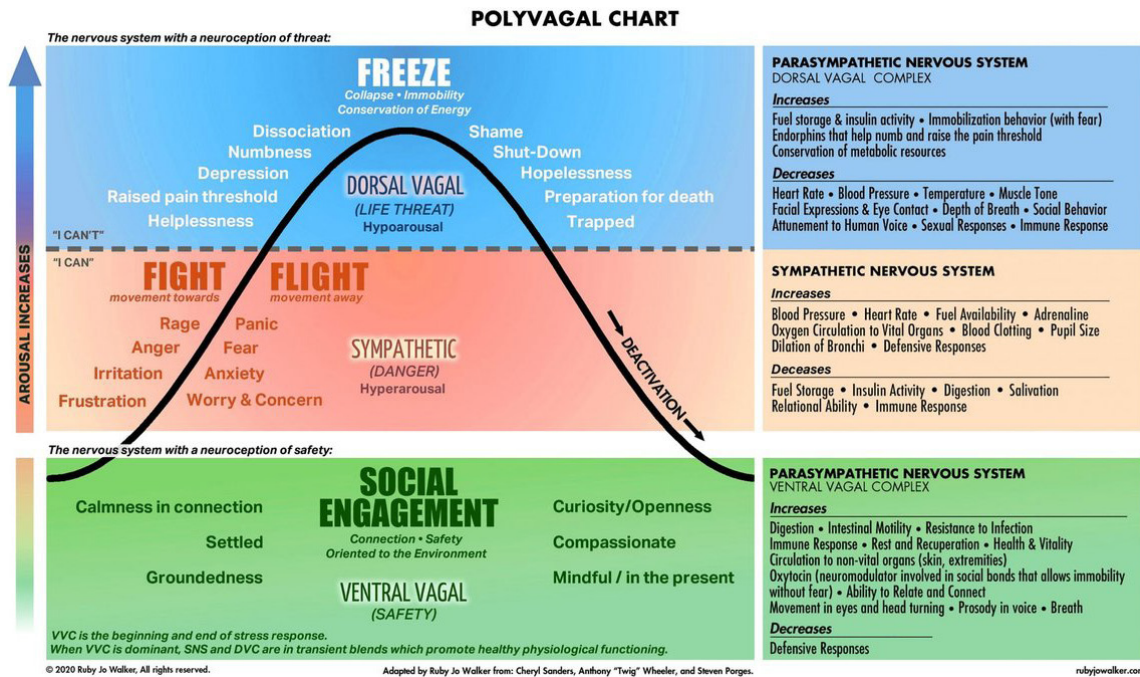 POLYVAGAL CHART
The nervous system with a neuroception of threat:
AROUSAL INCREASES
FREEZE
Collapse • Immobility
Conservation of Energy
Dissociation
Numbness
Depression
Raised pain threshold
Helplessness
Shame
Shut-Down
Hopelessness
Preparation for death
Trapped
DORSAL VAGAL
(LIFE THREAT)
Hypoarousal
"I CAN'T"
"I CAN"
FIGHT
movement towards
FLIGHT
movement away
Rage
Anger
Irritation
Frustration
Panic
Fear
Anxiety
Worry & Concern
SYMPATHETIC
(DANGER)
Hyperarousal
DEACTIVATION
The nervous system with a neuroception of safety:
SOCIAL
ENGAGEMENT
Connection • Safety
Oriented to the Environment
Calmness in connection
Settled
Groundedness
Curiosity/Openness
Compassionate
Mindful / in the present
VENTRAL VAGAL
(SAFETY)
VVC is the beginning and end of stress response.
When VVC is dominant, SNS and DVC are in transient blends which promote healthy physiological functioning.
PARASYMPATHETIC NERVOUS SYSTEM
DORSAL VAGAL COMPLEX
Increases
Fuel storage & insulin activity • Immobilization behavior (with fear)
Endorphins that help numb and raise the pain threshold
Conservation of metabolic resources
Decreases
Heart Rate • Blood Pressure • Temperature • Muscle Tone
Facial Expressions & Eye Contact • Depth of Breath • Social Behavior
Attunement to Human Voice • Sexual Responses • Immune Response
SYMPATHETIC NERVOUS SYSTEM
Increases
Blood Pressure • Heart Rate • Fuel Availability • Adrenaline
Oxygen Circulation to Vital Organs • Blood Clotting • Pupil Size
Dilation of Bronchi • Defensive Responses
Deceases
Fuel Storage • Insulin Activity • Digestion • Salivation
Relational Ability • Immune Response
PARASYMPATHETIC NERVOUS SYSTEM
VENTRAL VAGAL COMPLEX
Increases
Digestion • Intestinal Motility • Resistance to Infection
Immune Response • Rest and Recuperation • Health & Vitality
Circulation to non-vital organs (skin, extremities)
Oxytocin (neuromodulator involved in social bonds that allows immobility
without fear) • Ability to Relate and Connect
Movement in eyes and head turning • Prosody in voice • Breath
Decreases
Defensive Responses
© 2020 Ruby Jo Walker, All rights reserved.
Adapted by Ruby Jo Walker from: Cheryl Sanders, Anthony "Twig" Wheeler, and Steven Porges.
rubyjowalker.com